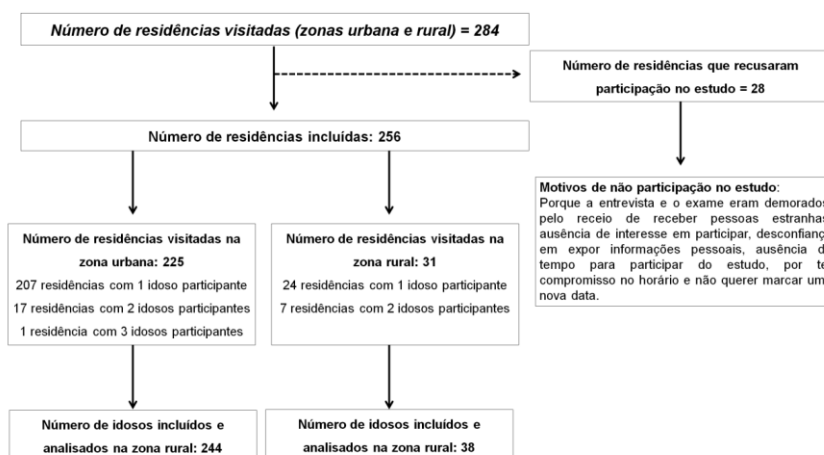 Número de residências visitadas (zonas urbana e rural) = 284
Número de residências que recusaram
participação no estudo = 28
Número de residências incluídas: 256
Motivos de não participação no estudo:
Porque a entrevista e o exame eram demorados
pelo receio de receber pessoas estranhas
ausência de interesse em participar, desconfianç
em expor informações pessoais, ausência d
tempo para participar do estudo, por te
compromisso no horário e não querer marcar um
nova data.
Número de residências visitadas na
zona urbana: 225
207 residências com 1 idoso participante
17 residências com 2 idosos participantes
1 residência com 3 idosos participantes
Número de residências visitadas na
zona rural: 31
24 residências com 1 idoso participante
7 residências com 2 idosos participantes
Número de idosos incluídos e
analisados na zona rural: 244
Número de idosos incluídos e
analisados na zona rural: 38